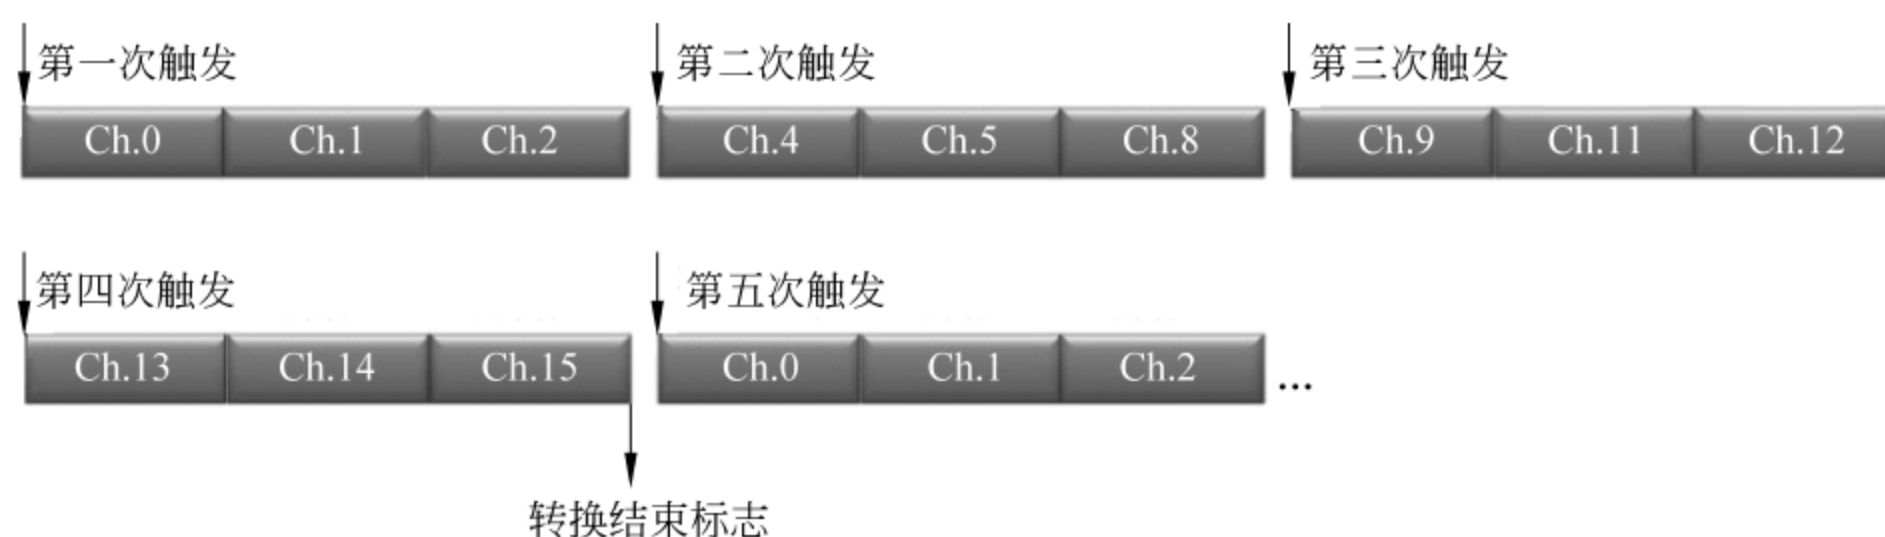 第一次触发 第二次触发 第三次触发
Ch.0 Ch.1 Ch.2 Ch.4 Ch.5 Ch.8 Ch.9 Ch.11 Ch.12
第四次触发 第五次触发
Ch.13 Ch.14 Ch.15 Ch.0 Ch.1 Ch.2 ...
转换结束标志